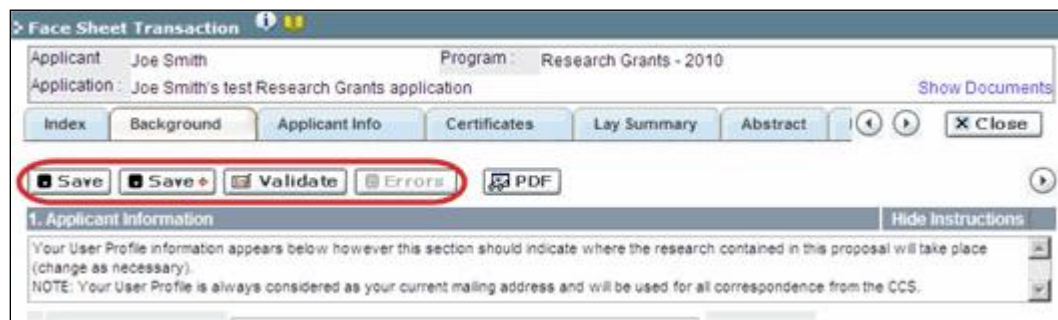 Face Sheet Transaction
Applicant Joe Smith Program : Research Grants - 2010
Application : Joe Smith's test Research Grants application Show Documents
Index Background Applicant Info Certificates Lay Summary Abstract Close
Save Save Validate Errors PDF
1. Applicant Information Hide Instructions
Your User Profile information appears below however this section should indicate where the research contained in this proposal will take place
(change as necessary).
NOTE: Your User Profile is always considered as your current mailing address and will be used for all correspondence from the CCS.